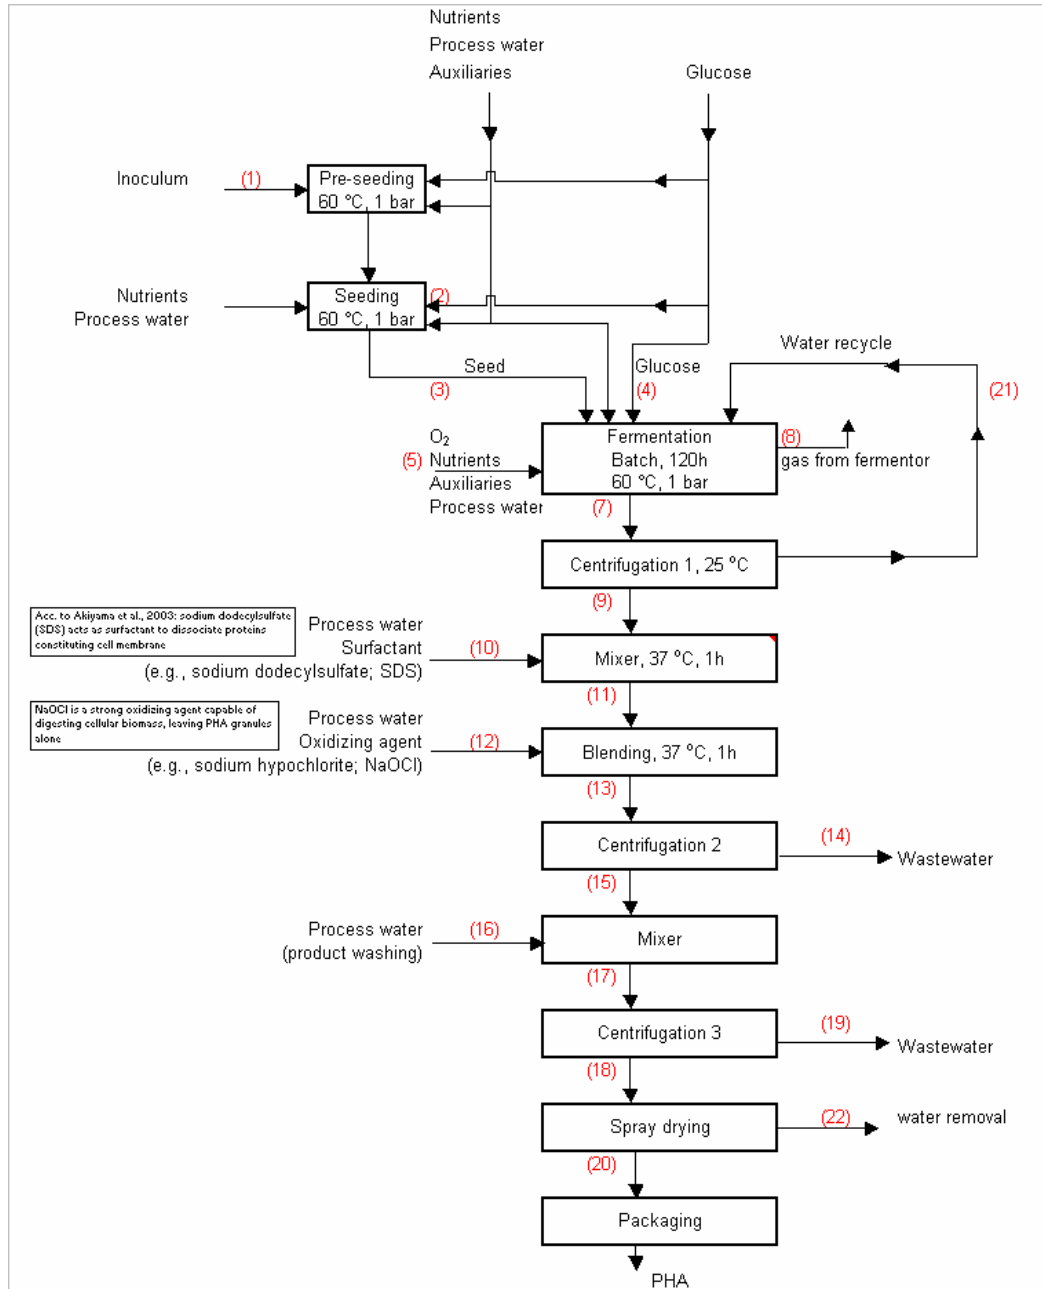 Nutrients
Process water
Auxiliaries
Glucose
Inoculum
(1)
Pre-seeding
60 °C, 1 bar
Nutrients
Process water
Seeding
60 °C, 1 bar
(2)
Water recycle
(21)
Seed
(3)
Glucose
(4)
O2
(5) Nutrients
Auxiliaries
Process water
Fermentation
Batch, 120h
60 °C, 1 bar
(8)
gas from fermentor
(7)
Centrifugation 1, 25 °C
(9)
Acc. to Akiyama et al., 2003: sodium dodecylsulfate
(SDS) acts as surfactant to dissociate proteins
constituting cell membrane
Process water
Surfactant
(e.g., sodium dodecylsulfate; SDS)
(10)
Mixer, 37 °C, 1h
(11)
NaOCl is a strong oxidizing agent capable of
digesting cellular biomass, leaving PHA granules
alone
Process water
Oxidizing agent
(e.g., sodium hypochlorite; NaOCl)
(12)
Blending, 37 °C, 1h
(13)
Centrifugation 2
(14)
Wastewater
(15)
Process water
(product washing)
(16)
Mixer
(17)
Centrifugation 3
(19)
Wastewater
(18)
Spray drying
(22)
water removal
(20)
Packaging
PHA